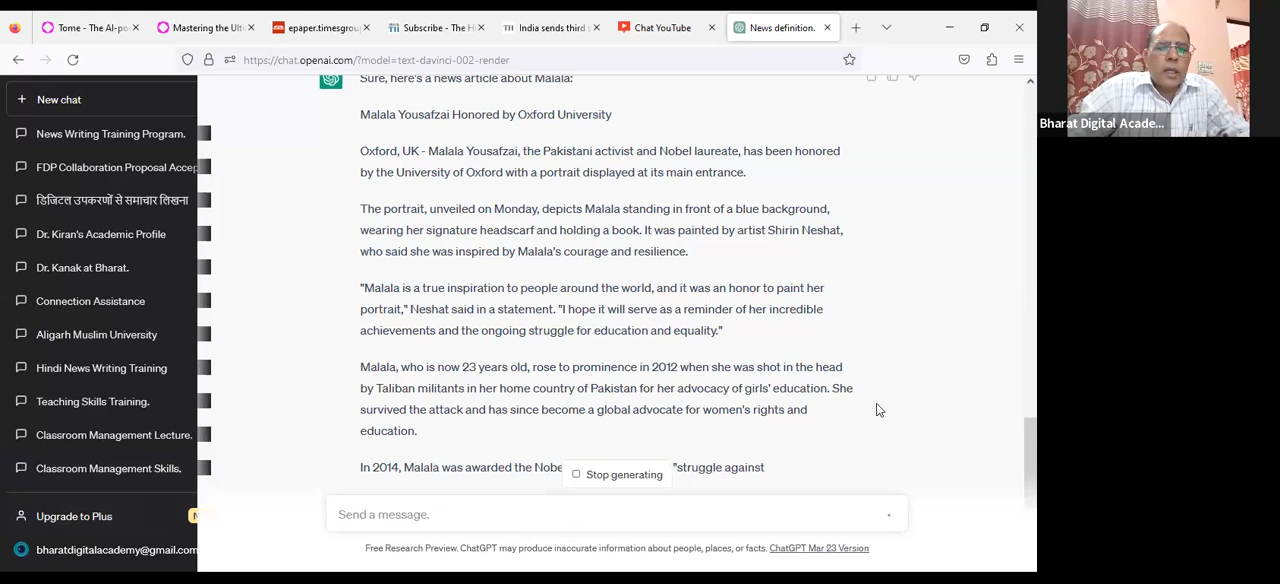 Tome - The AI-po
Mastering the Ulti
epaper.timesgrou
Subscribe - The Hi
India sends third s
Chat YouTube
News definition.
https://chat.openai.com/?model=text-davinci-002-render
Bharat Digital Acade...
New chat
News Writing Training Program.
FDP Collaboration Proposal Accep
डिजिटल उपकरणों से समाचार लिखना
Dr. Kiran's Academic Profile
Dr. Kanak at Bharat.
Connection Assistance
Aligarh Muslim University
Hindi News Writing Training
Teaching Skills Training.
Classroom Management Lecture.
Classroom Management Skills.
Upgrade to Plus
N
bharatdigitalacademy@gmail.com
Sure, here's a news article about Malala:
Malala Yousafzai Honored by Oxford University
Oxford, UK - Malala Yousafzai, the Pakistani activist and Nobel laureate, has been honored
by the University of Oxford with a portrait displayed at its main entrance.
The portrait, unveiled on Monday, depicts Malala standing in front of a blue background,
wearing her signature headscarf and holding a book. It was painted by artist Shirin Neshat,
who said she was inspired by Malala's courage and resilience.
"Malala is a true inspiration to people around the world, and it was an honor to paint her
portrait," Neshat said in a statement. "I hope it will serve as a reminder of her incredible
achievements and the ongoing struggle for education and equality."
Malala, who is now 23 years old, rose to prominence in 2012 when she was shot in the head
by Taliban militants in her home country of Pakistan for her advocacy of girls' education. She
survived the attack and has since become a global advocate for women's rights and
education.
In 2014, Malala was awarded the Nobe "struggle against
Stop generating
Send a message.
Free Research Preview. ChatGPT may produce inaccurate information about people, places, or facts. ChatGPT Mar 23 Version